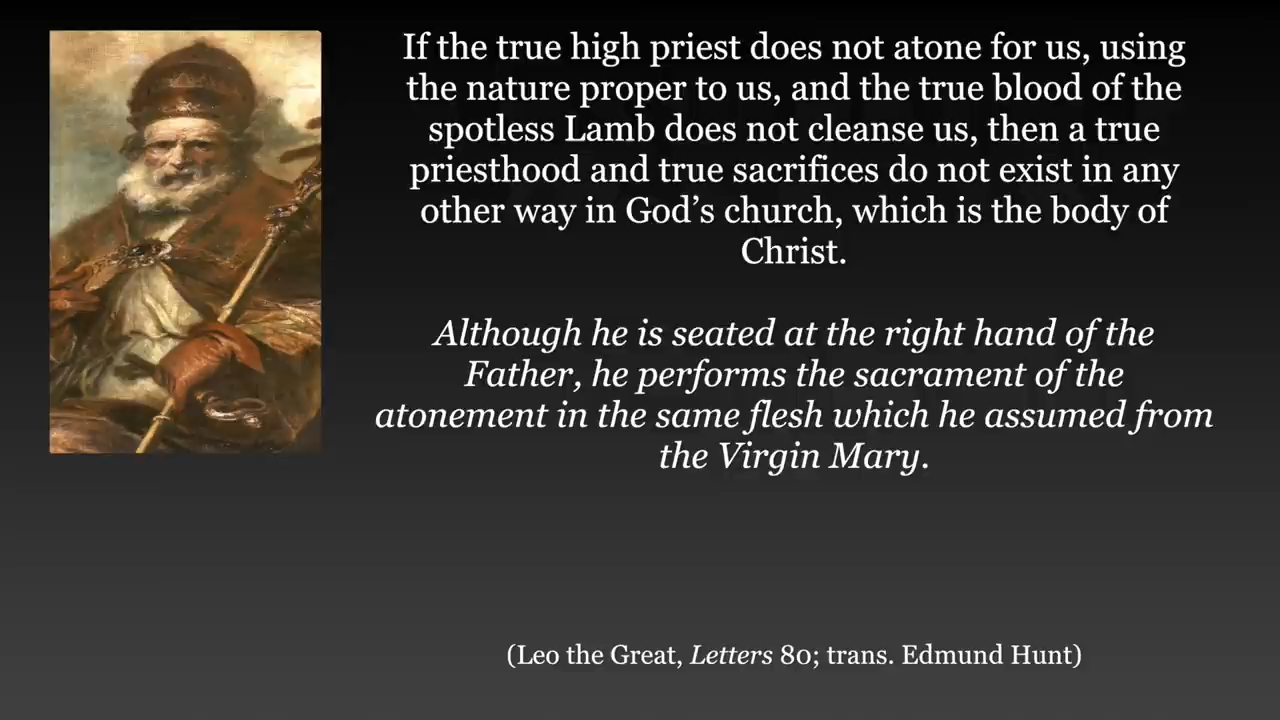 If the true high priest does not atone for us, using
the nature proper to us, and the true blood of the
spotless Lamb does not cleanse us, then a true
priesthood and true sacrifices do not exist in any
other way in God’s church, which is the body of
Christ.
Although he is seated at the right hand of the
Father, he performs the sacrament of the
atonement in the same flesh which he assumed from
the Virgin Mary.
(Leo the Great, Letters 80; trans. Edmund Hunt)